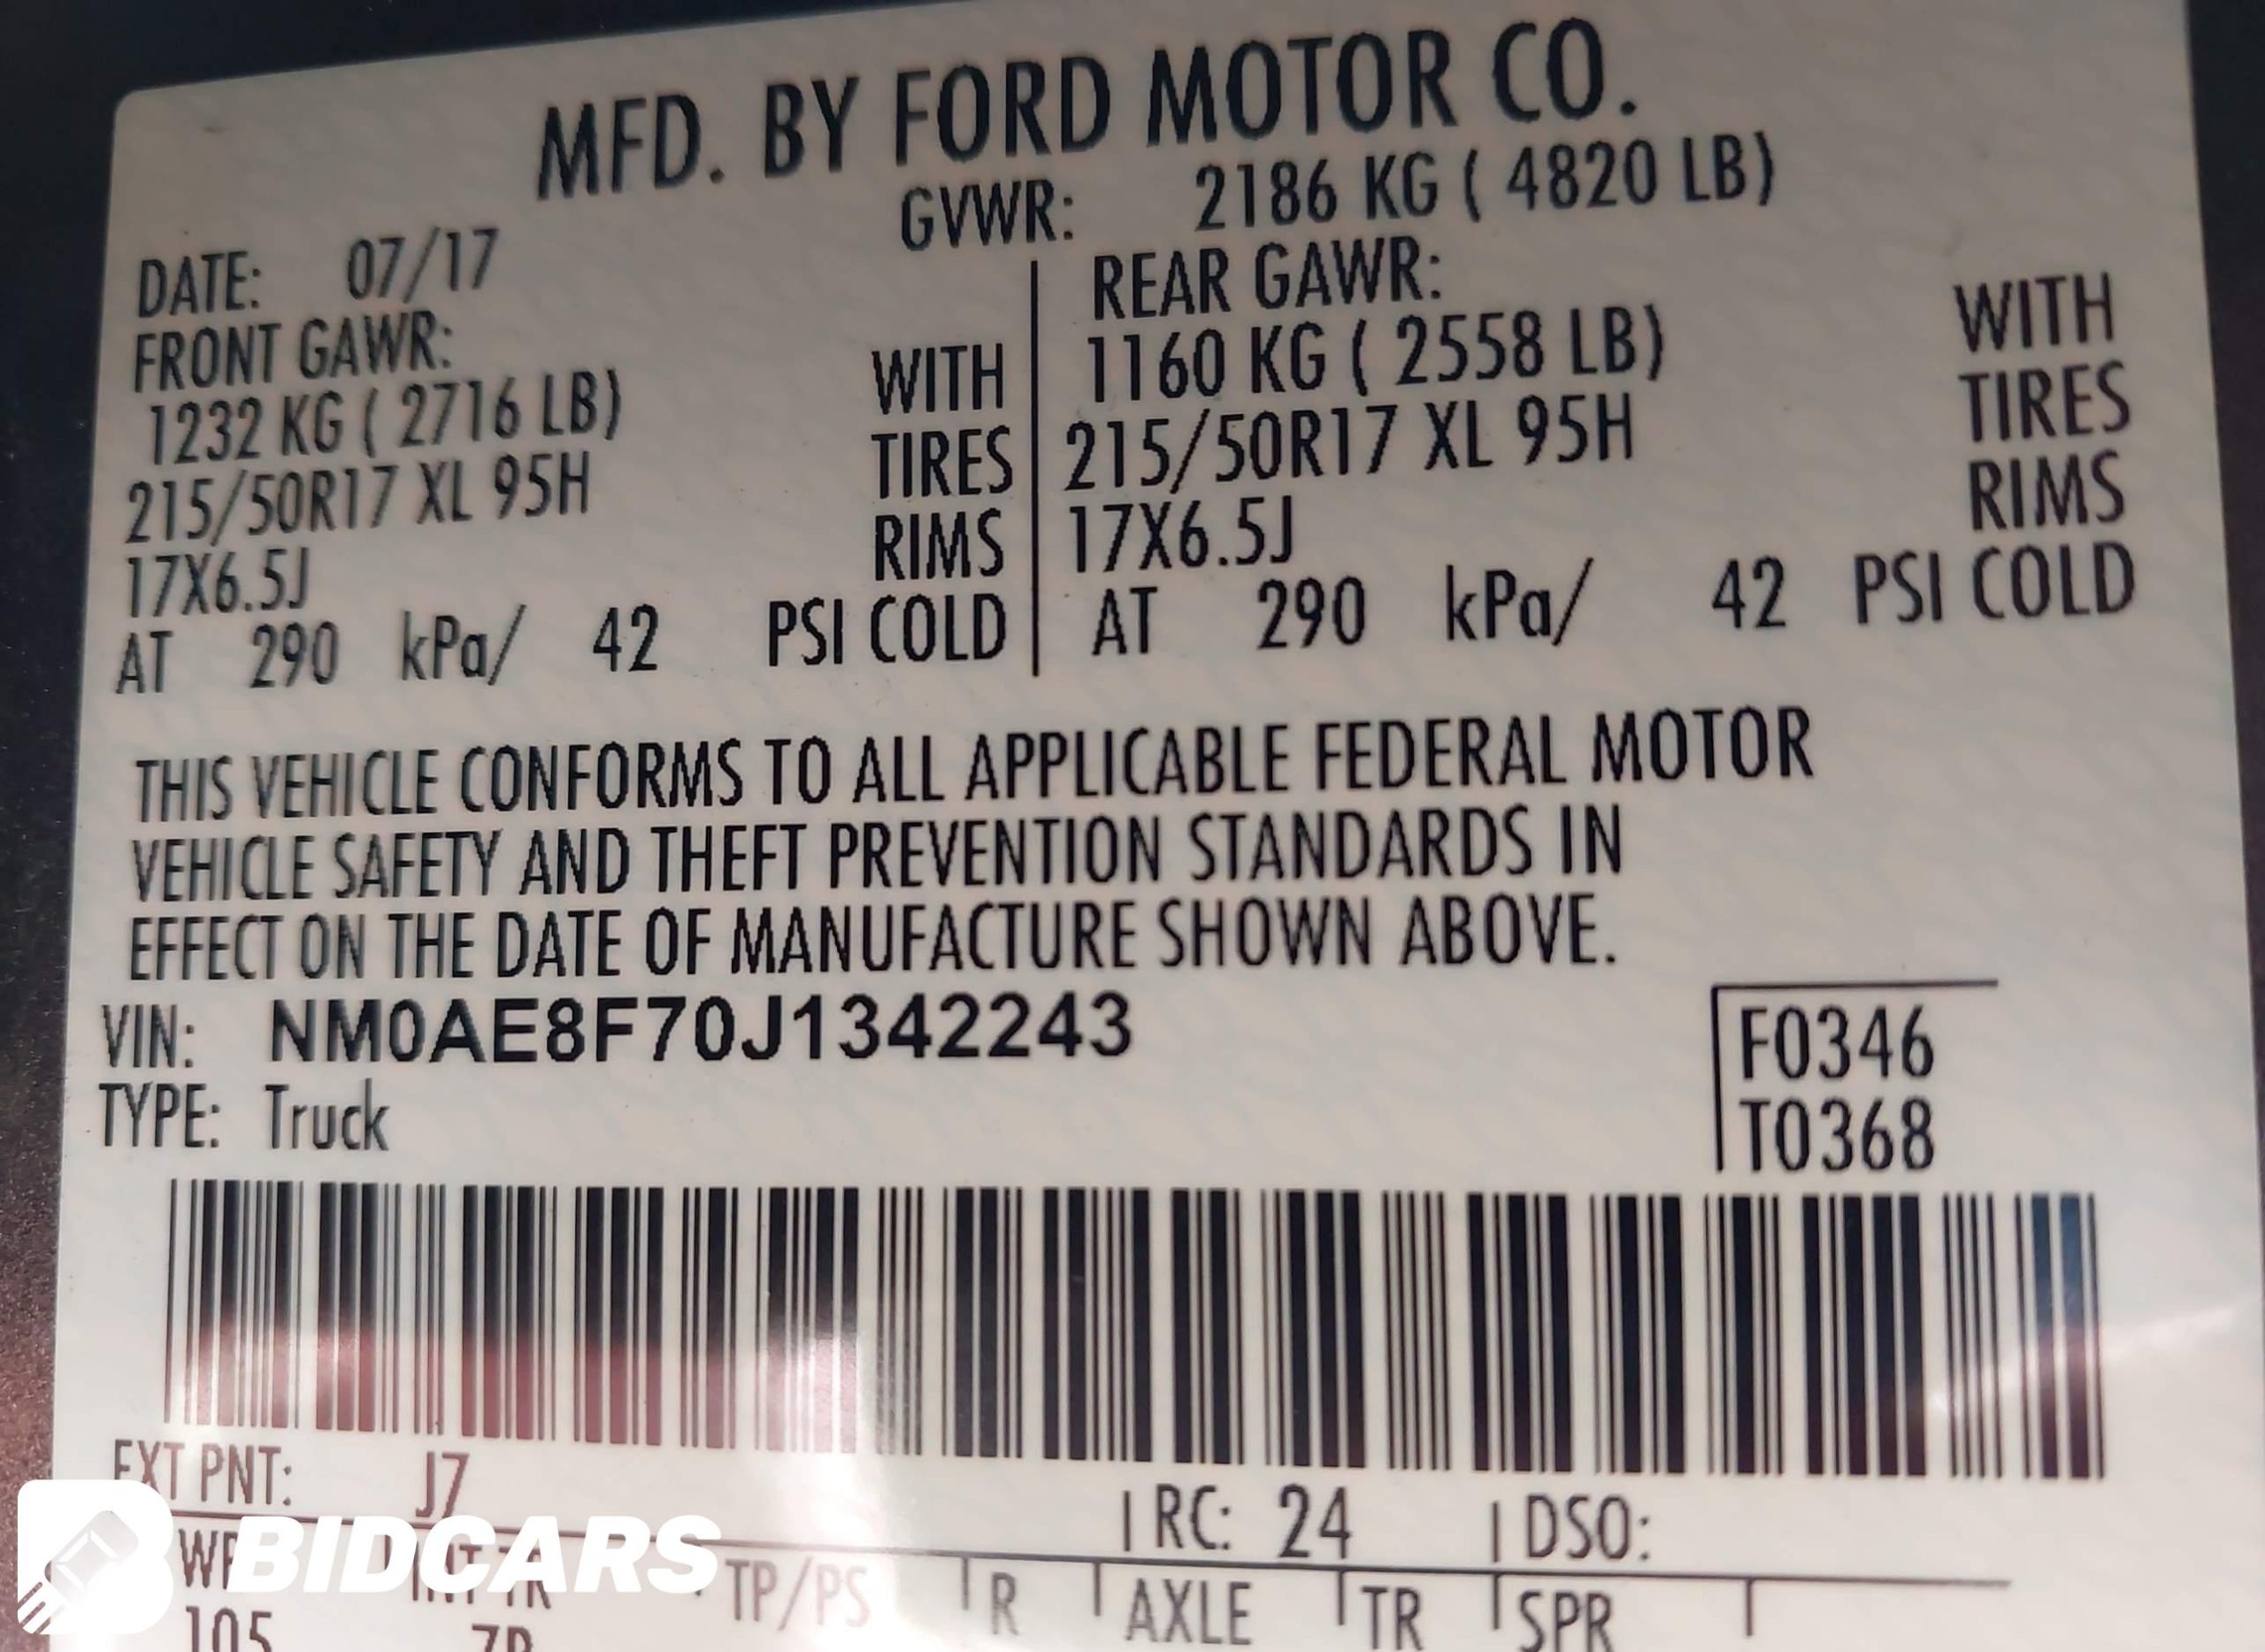 MFD. BY FORD MOTOR CO.
GVWR: 2186 KG ( 4820 LB)
DATE: 07/17
FRONT GAWR:
1232 KG ( 2716 LB) WITH
215/50R17 XL 95H TIRES
17X6.5J RIMS
AT 290 kPa/ 42 PSI COLD
REAR GAWR:
1160 KG ( 2558 LB) WITH
215/50R17 XL 95H TIRES
17X6.5J RIMS
AT 290 kPa/ 42 PSI COLD
THIS VEHICLE CONFORMS TO ALL APPLICABLE FEDERAL MOTOR
VEHICLE SAFETY AND THEFT PREVENTION STANDARDS IN
EFFECT ON THE DATE OF MANUFACTURE SHOWN ABOVE.
VIN: NM0AE8F70J1342243
TYPE: Truck
F0346
T0368
EXT PNT: J7
RC: 24 DSO:
TP/PS R AXLE TR SPR
105
BIDCARS